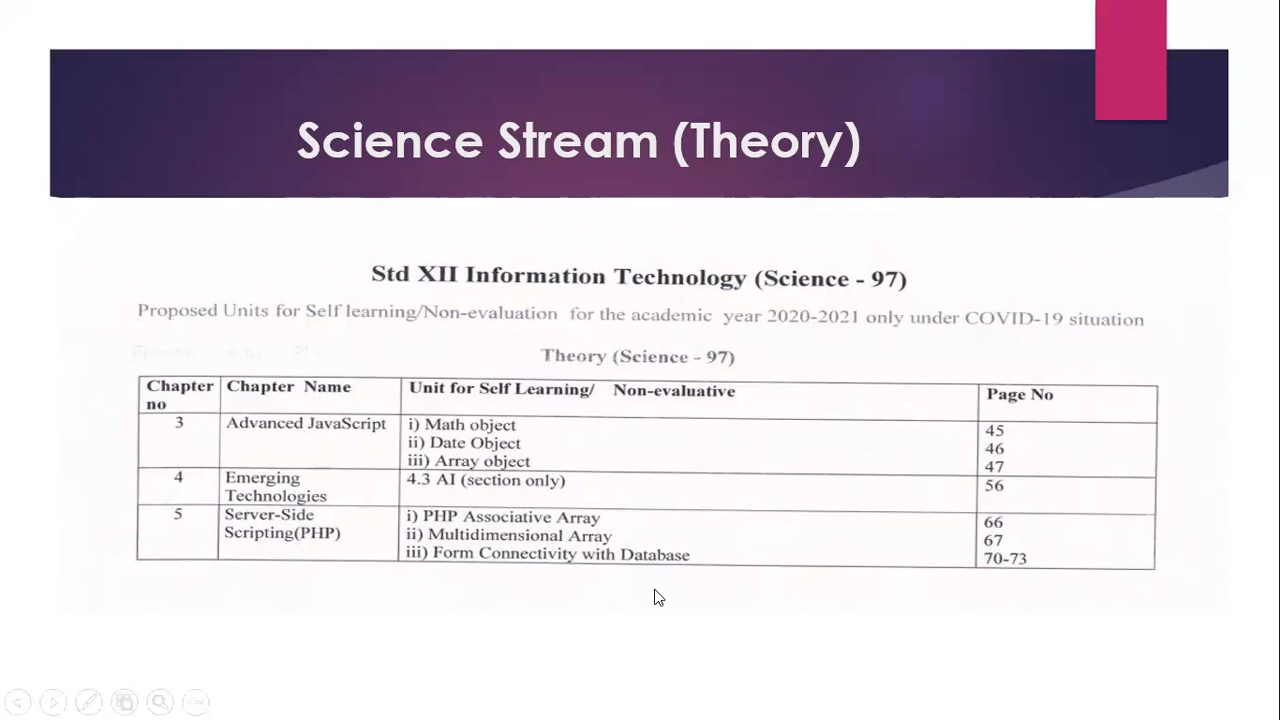 Science Stream (Theory)
Std XII Information Technology (Science - 97)
Proposed Units for Self learning/Non-evaluation for the academic year 2020-2021 only under COVID-19 situation
Theory (Science - 97)
Chapter no Chapter Name Unit for Self Learning/ Non-evaluative Page No
3 Advanced JavaScript i) Math object 45
ii) Date Object 46
iii) Array object 47
4 Emerging Technologies 4.3 AI (section only) 56
5 Server-Side Scripting(PHP) i) PHP Associative Array 66
ii) Multidimensional Array 67
iii) Form Connectivity with Database 70-73